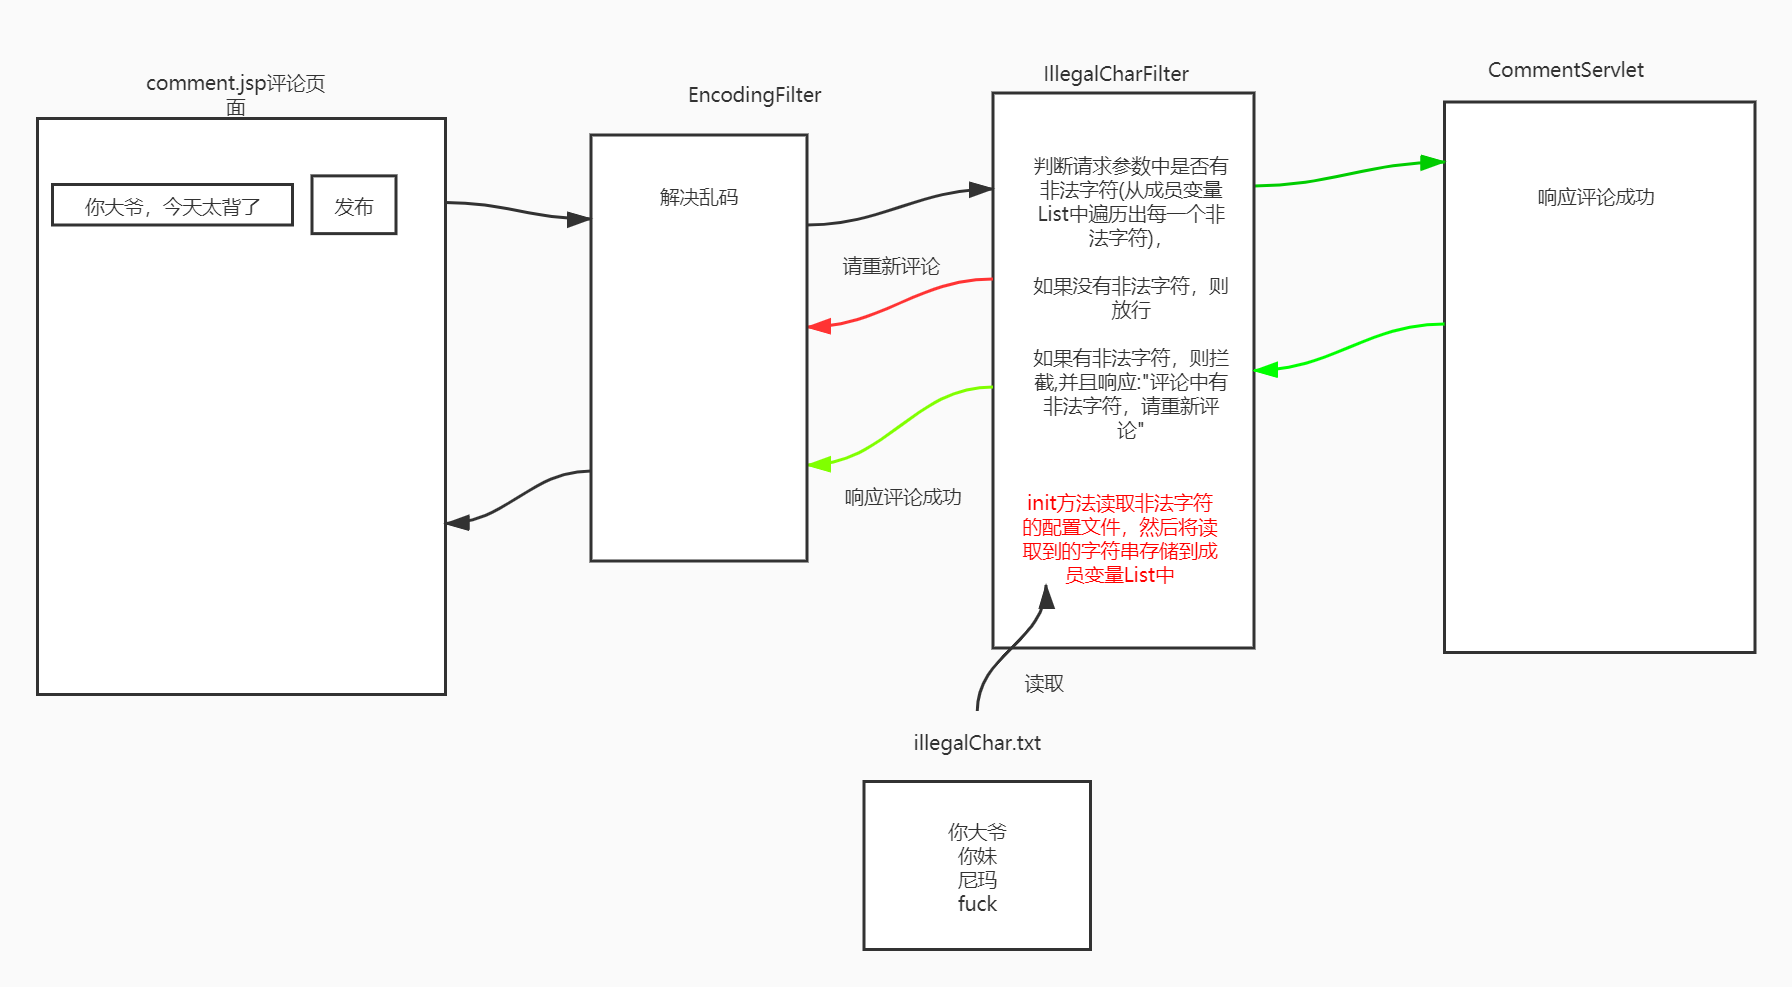 comment.jsp评论页
面
你大爷，今天太背了
发布
EncodingFilter
解决乱码
请重新评论
响应评论成功
IllegalCharFilter
判断请求参数中是否有
非法字符(从成员变量
List中遍历出每一个非
法字符)，
如果没有非法字符，则
放行
如果有非法字符，则拦
截,并且响应:"评论中有
非法字符，请重新评
论"
init方法读取非法字符
的配置文件，然后将读
取到的字符串存储到成
员变量List中
CommentServlet
响应评论成功
读取
illegalChar.txt
你大爷
你妹
尼玛
fuck